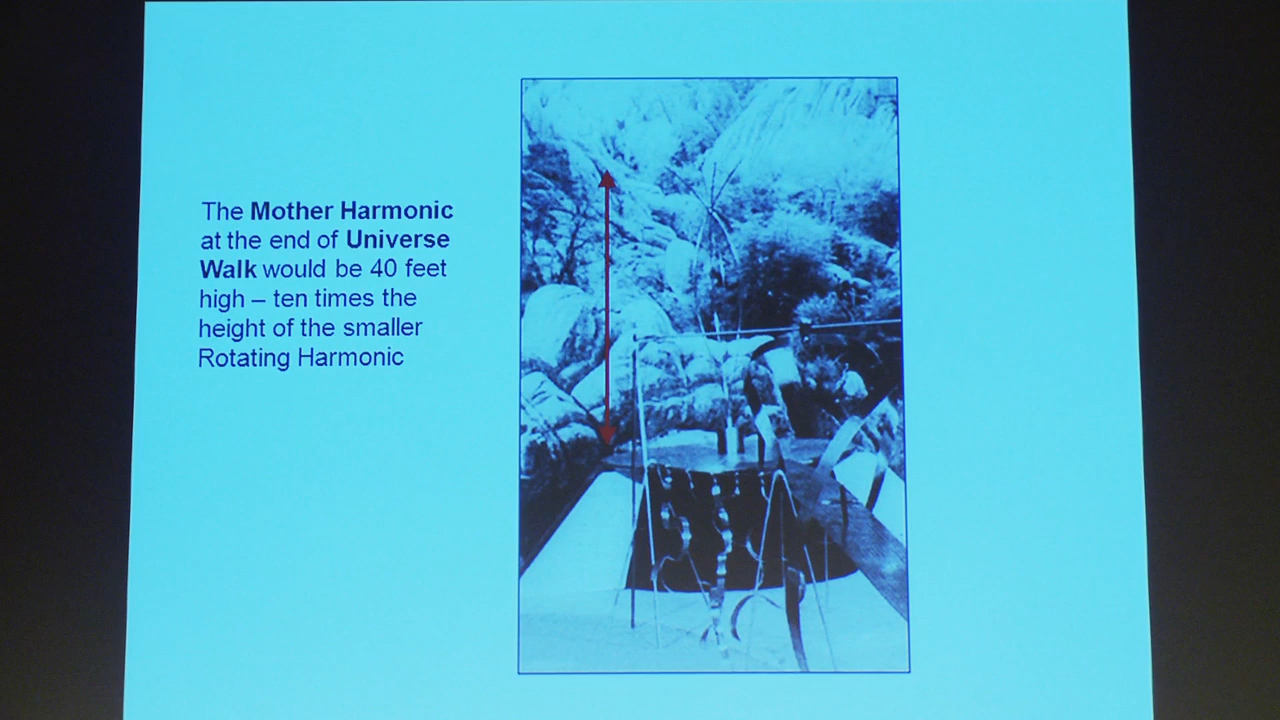 The Mother Harmonic
at the end of Universe
Walk would be 40 feet
high – ten times the
height of the smaller
Rotating Harmonic